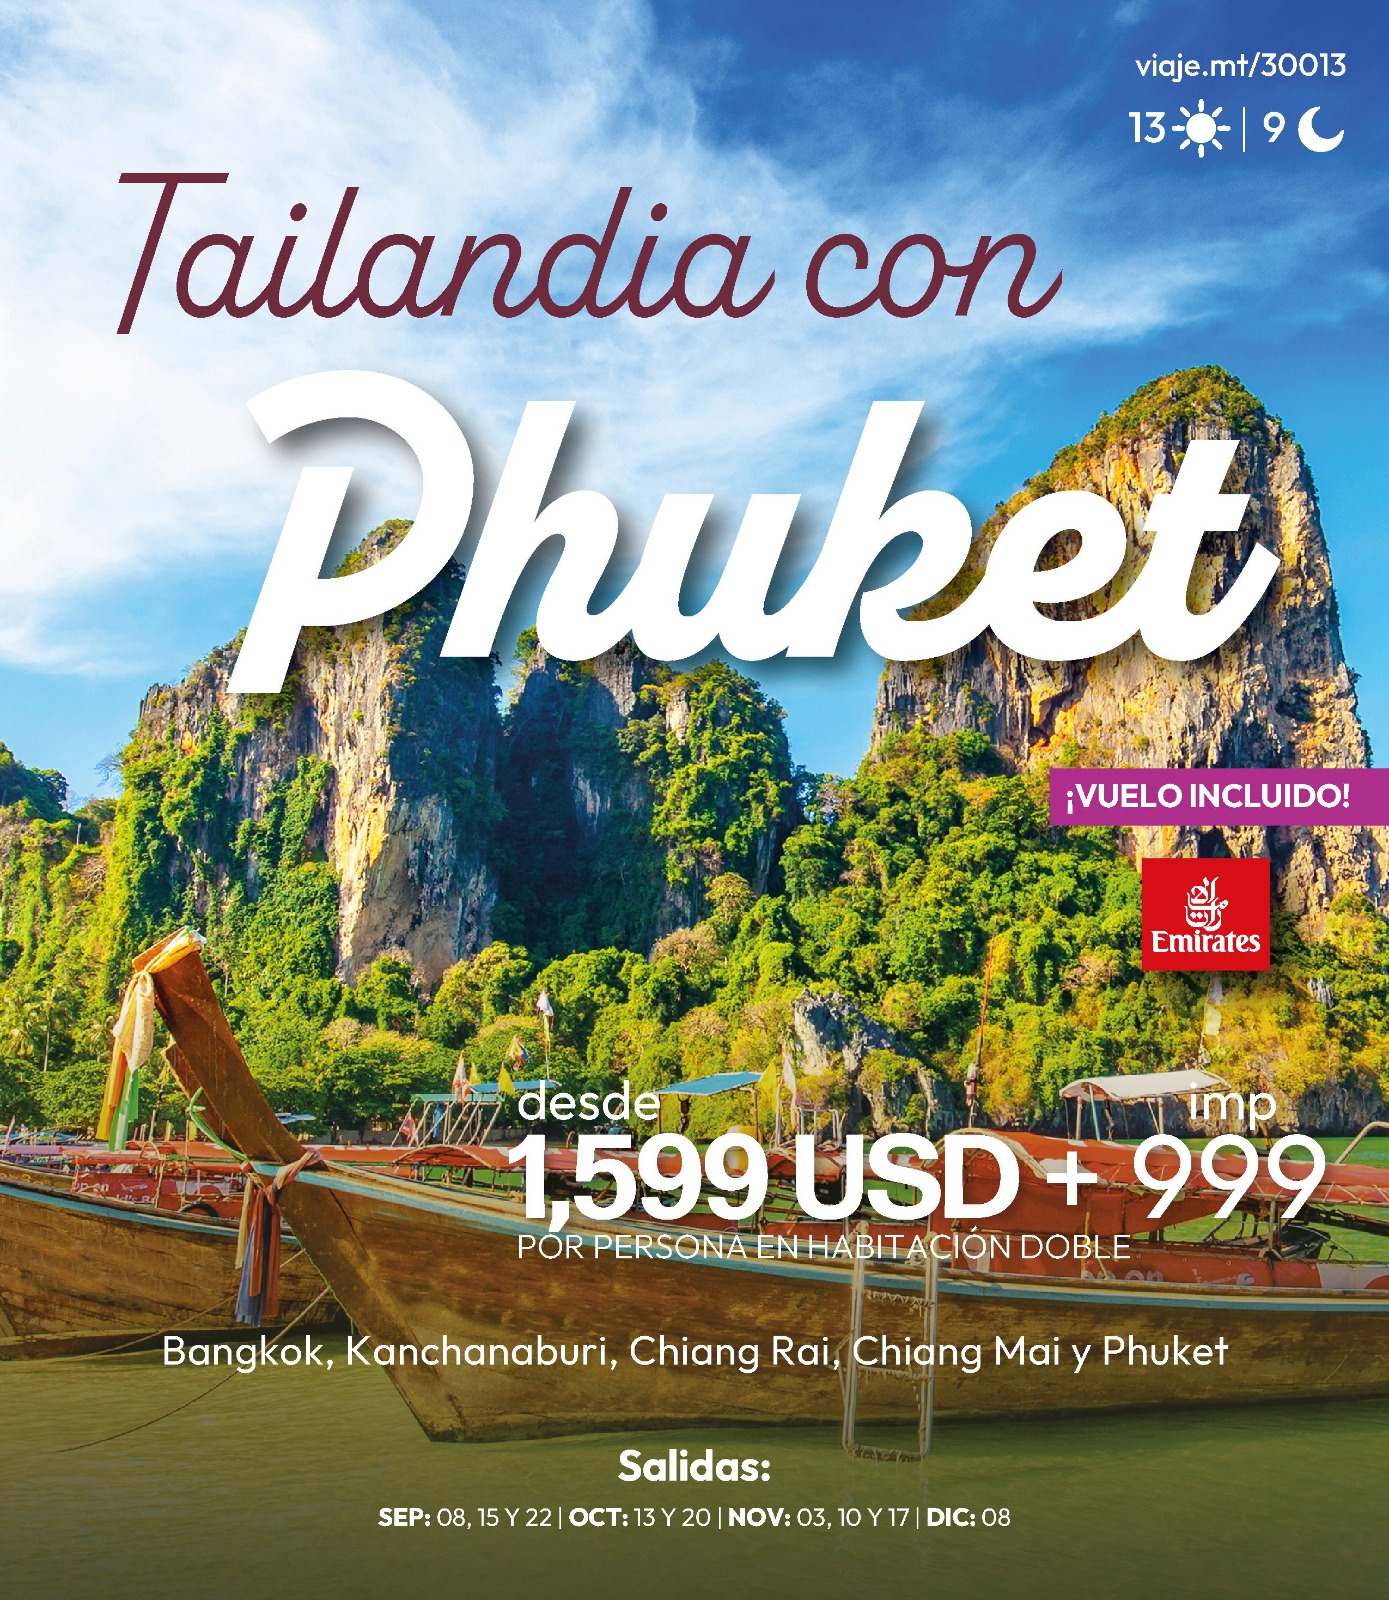 viaje.mt/30013
13 | 9
Tailandia con
Phuket
¡VUELO INCLUIDO!
Emirates
desde
imp
1,599 USD + 999
POR PERSONA EN HABITACIÓN DOBLE
Bangkok, Kanchanaburi, Chiang Rai, Chiang Mai y Phuket
Salidas:
SEP: 08, 15 Y 22 | OCT: 13 Y 20 | NOV: 03, 10 Y 17 | DIC: 08